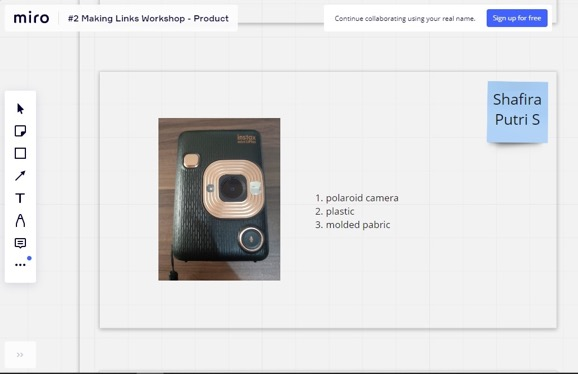 miro
#2 Making Links Workshop - Product
Continue collaborating using your real name.
Sign up for free
Shafira
Putri S
instax
1. polaroid camera
2. plastic
3. molded pabric
T